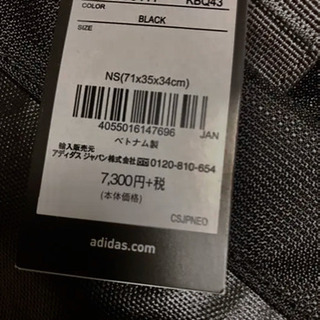 KBQ43
COLOR
BLACK
SIZE
NS(71x35x34cm)
4055016147696 JAN
ベトナム製
輸入販売元
アディダス ジャパン株式会社 0120-810-654
7,300円+税
(本体価格)
CSJPNEO
adidas.com